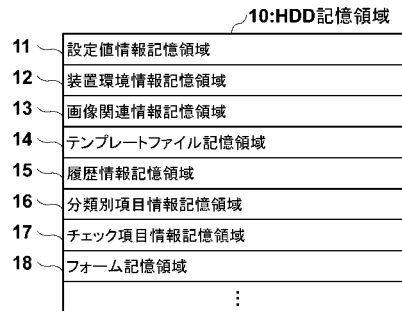 10:HDD記憶領域
11 設定値情報記憶領域
12 装置環境情報記憶領域
13 画像関連情報記憶領域
14 テンプレートファイル記憶領域
15 履歴情報記憶領域
16 分類別項目情報記憶領域
17 チェック項目情報記憶領域
18 フォーム記憶領域
⋮